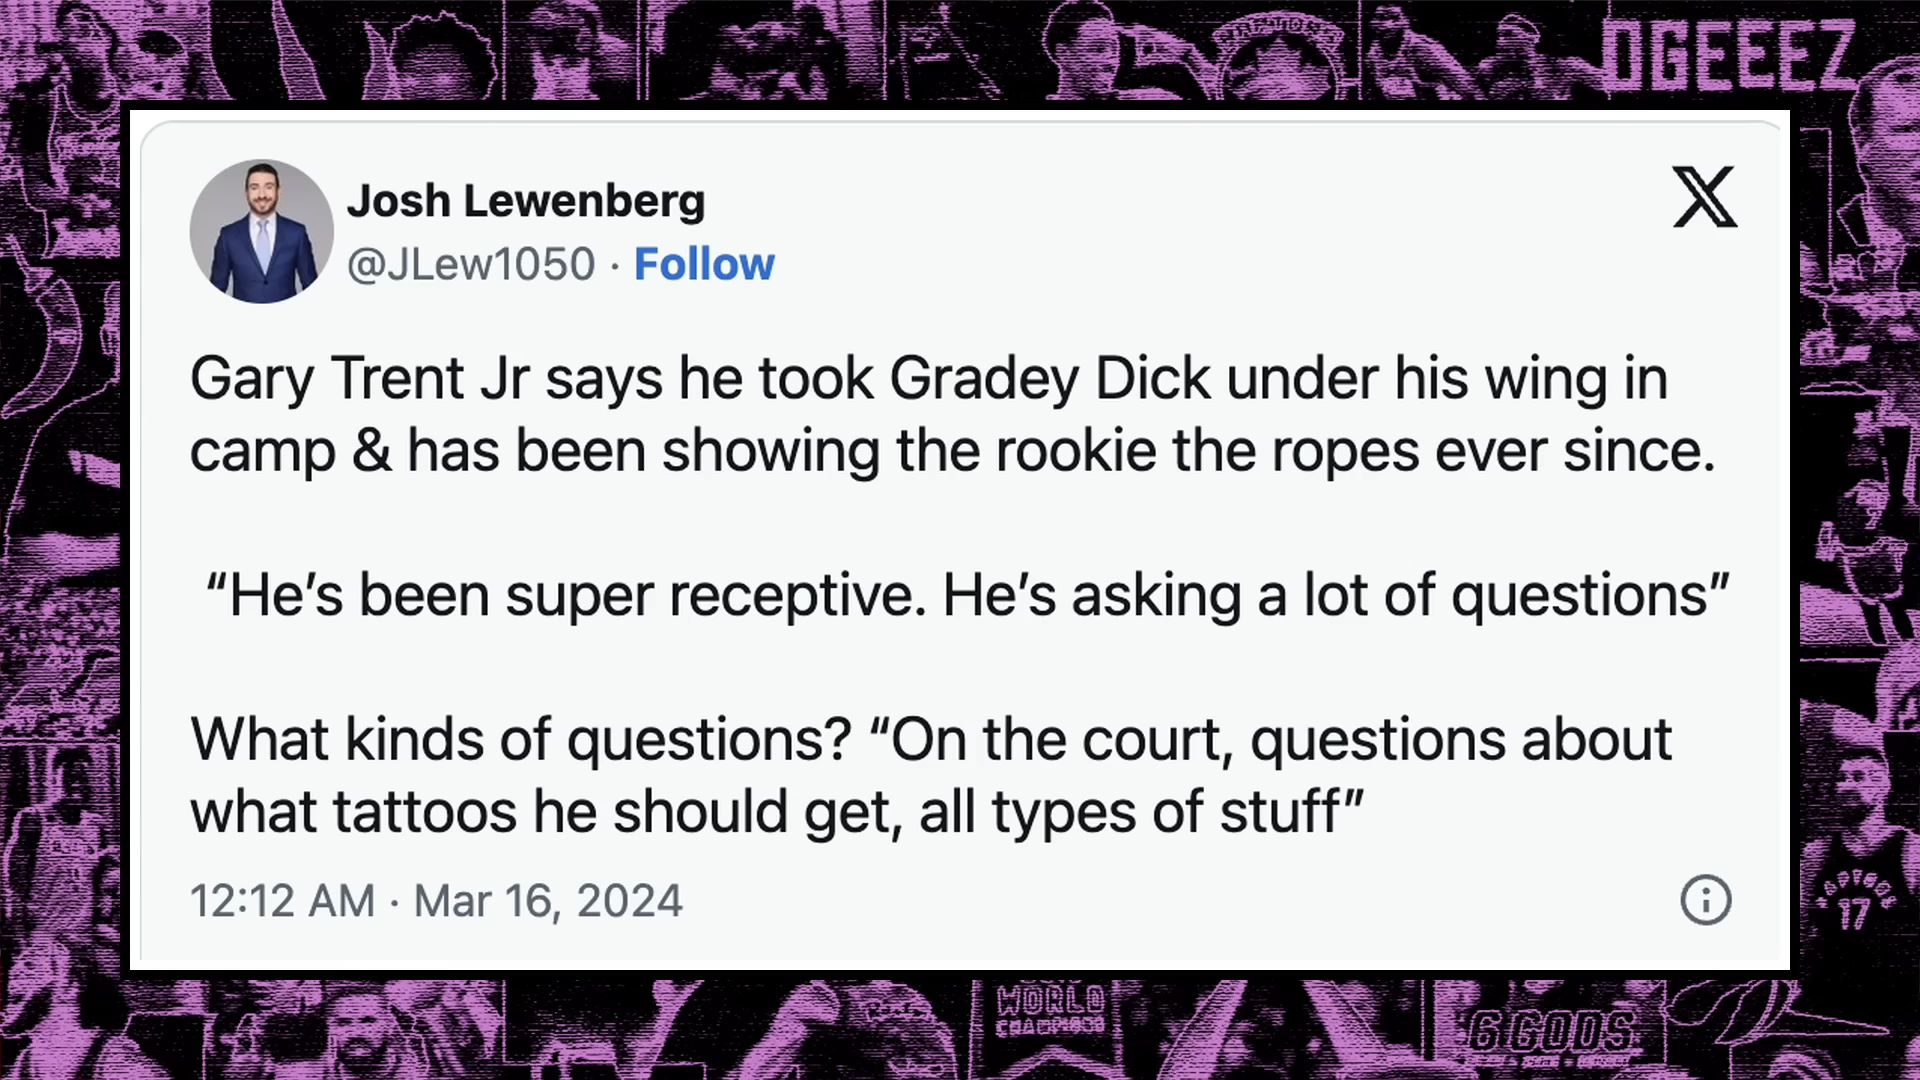 OGEEEZ
Josh Lewenberg
@JLew1050 · Follow
Gary Trent Jr says he took Gradey Dick under his wing in
camp & has been showing the rookie the ropes ever since.
“He’s been super receptive. He’s asking a lot of questions”
What kinds of questions? “On the court, questions about
what tattoos he should get, all types of stuff”
12:12 AM · Mar 16, 2024
17
WORLD
CHAMPIONS
6 GODS